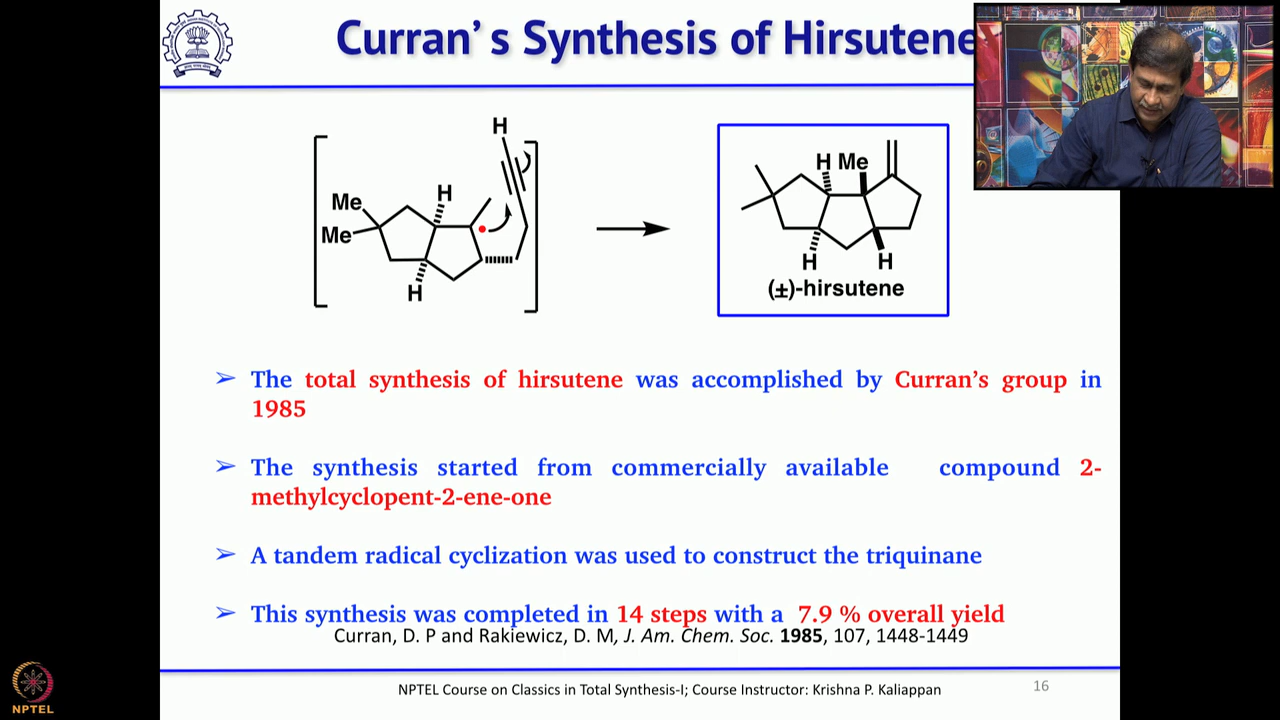 Curran's Synthesis of Hirsutene
H
Me
Me
H
H
H Me
H
H
(±)-hirsutene
➢ The total synthesis of hirsutene was accomplished by Curran's group in
1985
➢ The synthesis started from commercially available compound 2-
methylcyclopent-2-ene-one
➢ A tandem radical cyclization was used to construct the triquinane
➢ This synthesis was completed in 14 steps with a 7.9 % overall yield
Curran, D. P and Rakiewicz, D. M, J. Am. Chem. Soc. 1985, 107, 1448-1449
NPTEL Course on Classics in Total Synthesis-I; Course Instructor: Krishna P. Kaliappan
16
NPTEL